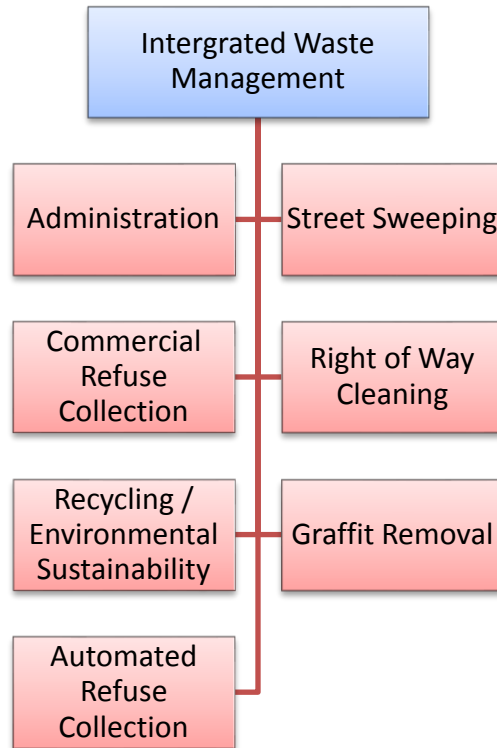 Intergrated Waste
Management
Administration
Street Sweeping
Commercial
Refuse
Collection
Right of Way
Cleaning
Recycling /
Environmental
Sustainability
Graffit Removal
Automated
Refuse
Collection